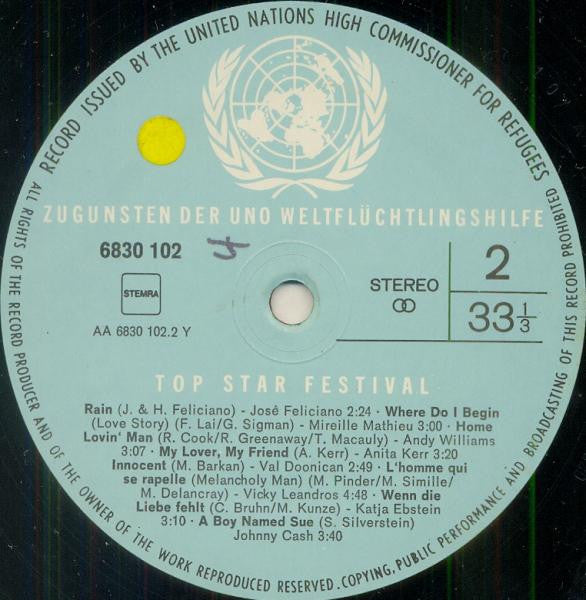 RECORD ISSUED BY THE UNITED NATIONS HIGH COMMISSIONER FOR REFUGEES
ALL RIGHTS OF THE RECORD PRODUCER AND OF THE OWNER OF THE WORK REPRODUCED RESERVED. COPYING, PUBLIC PERFORMANCE AND BROADCASTING OF THIS RECORD PROHIBITED
ZUGUNSTEN DER UNO WELTFLÜCHTLINGSHILFE
6830 102
4
STEMRA
AA 6830 102.2 Y
STEREO
2
33 1/3
TOP STAR FESTIVAL
Rain (J. & H. Feliciano) - José Feliciano 2:24 · Where Do I Begin
(Love Story) (F. Lai/G. Sigman) - Mireille Mathieu 3:00 · Home
Lovin' Man (R. Cook/R. Greenaway/T. Macauly) - Andy Williams
3:07 · My Lover, My Friend (A. Kerr) - Anita Kerr 3:20
Innocent (M. Barkan) - Val Doonican 2:49 · L'homme qui
se rapelle (Melancholy Man) (M. Pinder/M. Simille/
M. Delancray) - Vicky Leandros 4:48 · Wenn die
Liebe fehlt (C. Bruhn/M. Kunze) - Katja Ebstein
3:10 · A Boy Named Sue (S. Silverstein)
Johnny Cash 3:40